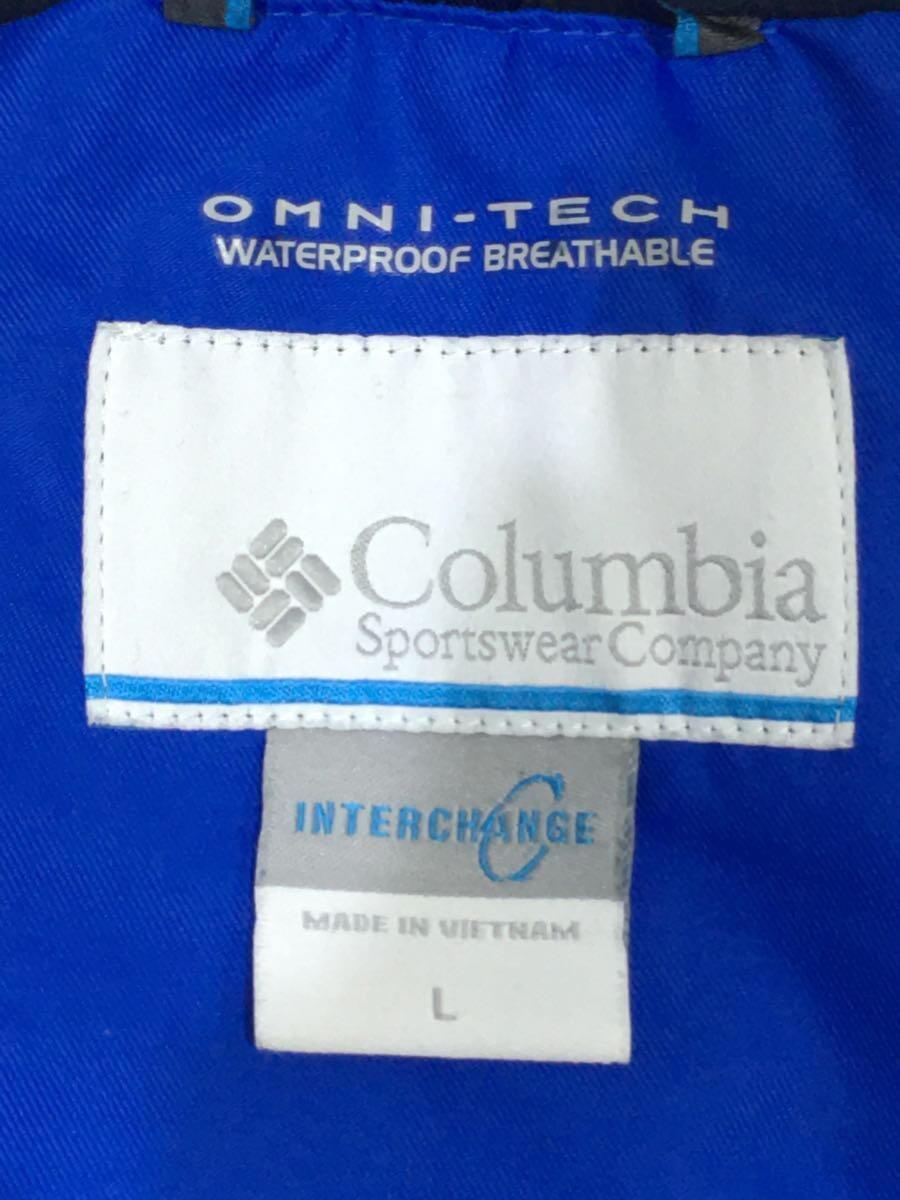 OMNI-TECH
WATERPROOF BREATHABLE
Columbia
Sportswear Company
INTERCHANGE
MADE IN VIETNAM
L